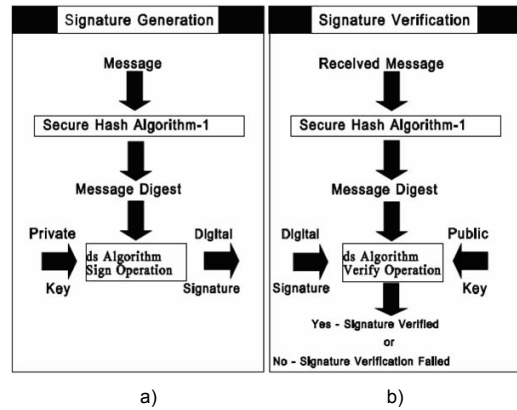 Signature Generation
Message
Secure Hash Algorithm-1
Message Digest
Private
Key
ds Algorithm
Sign Operation
Digital
Signature
a)
Signature Verification
Received Message
Secure Hash Algorithm-1
Message Digest
Digital
Signature
ds Algorithm
Verify Operation
Public
Key
Yes - Signature Verified
or
No - Signature Verification Failed
b)